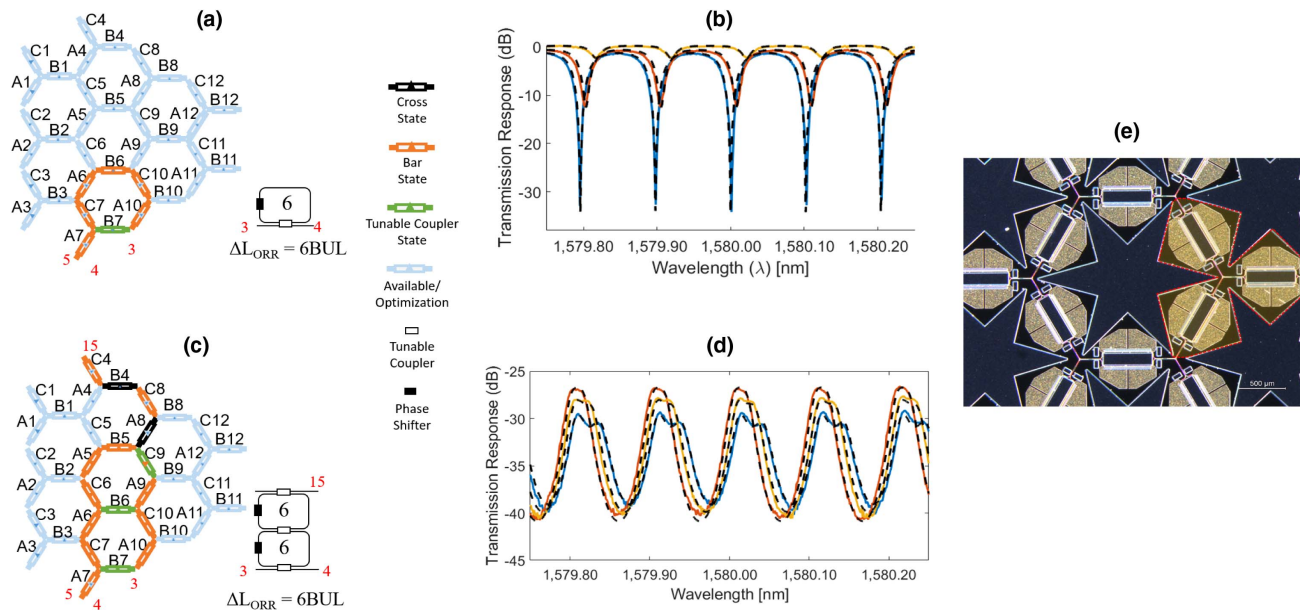 (a)
C4
B4
C1
A4
C8
B1
A8
B8
A1
C5
C12
B5
B12
C2
A5
C9
A12
B2
B9
A2
C6
A9
C11
B6
B11
C3
A6
C10
A11
B3
B10
A3
C7
A10
B7
A7
5
4
3
6
3
4
ΔL_ORR = 6BUL
Cross
State
Bar
State
Tunable Coupler
State
Available/
Optimization
Tunable
Coupler
Phase
Shifter
(b)
Transmission Response (dB)
0
-10
-20
-30
1,579.80
1,579.90
1,580.00
1,580.10
1,580.20
Wavelength (λ) [nm]
(c)
15
C4
B4
C1
A4
C8
B1
A8
B8
A1
C5
C12
B5
B12
C2
A5
C9
A12
B2
B9
A2
C6
A9
C11
B6
B11
C3
A6
C10
A11
B3
B10
A3
C7
A10
B7
A7
5
4
3
15
6
6
3
4
ΔL_ORR = 6BUL
(d)
Transmission Response (dB)
-25
-30
-35
-40
-45
1,579.80
1,579.90
1,580.00
1,580.10
1,580.20
Wavelength [nm]
(e)
500 μm